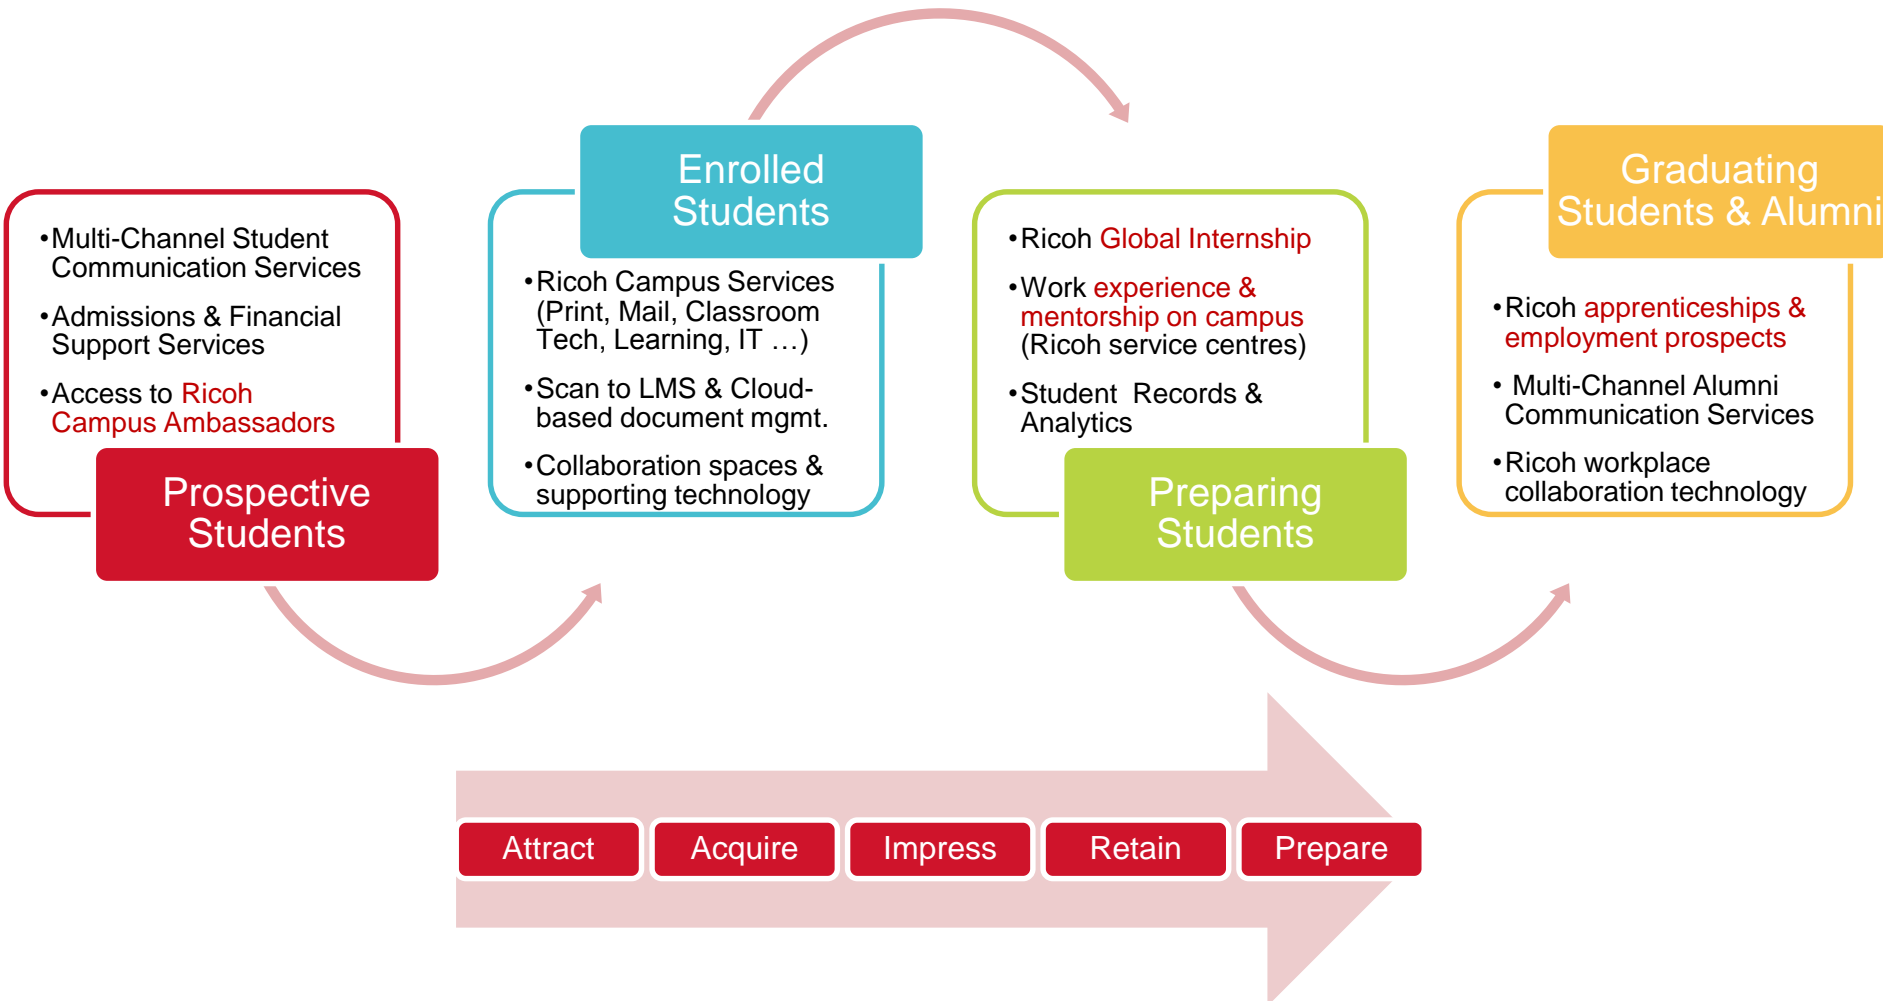 •Multi-Channel Student
Communication Services
•Admissions & Financial
Support Services
•Access to Ricoh
Campus Ambassadors
Prospective
Students
Enrolled
Students
•Ricoh Campus Services
(Print, Mail, Classroom
Tech, Learning, IT …)
•Scan to LMS & Cloud-
based document mgmt.
•Collaboration spaces &
supporting technology
•Ricoh Global Internship
•Work experience &
mentorship on campus
(Ricoh service centres)
•Student Records &
Analytics
Preparing
Students
Graduating
Students & Alumni
•Ricoh apprenticeships &
employment prospects
• Multi-Channel Alumni
Communication Services
•Ricoh workplace
collaboration technology
Attract
Acquire
Impress
Retain
Prepare